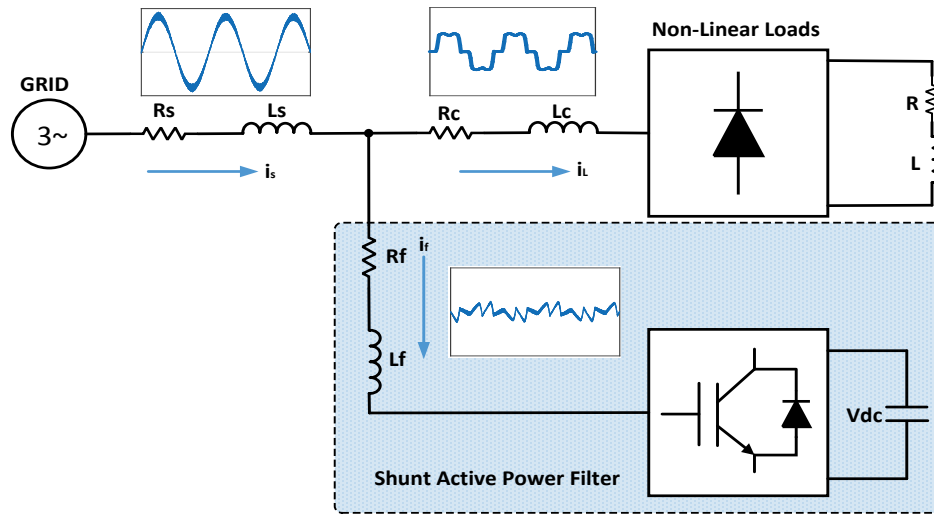 Non-Linear Loads
GRID
3~
Rs
Ls
Rc
Lc
R
L
is
iL
Rf
if
Lf
Vdc
Shunt Active Power Filter